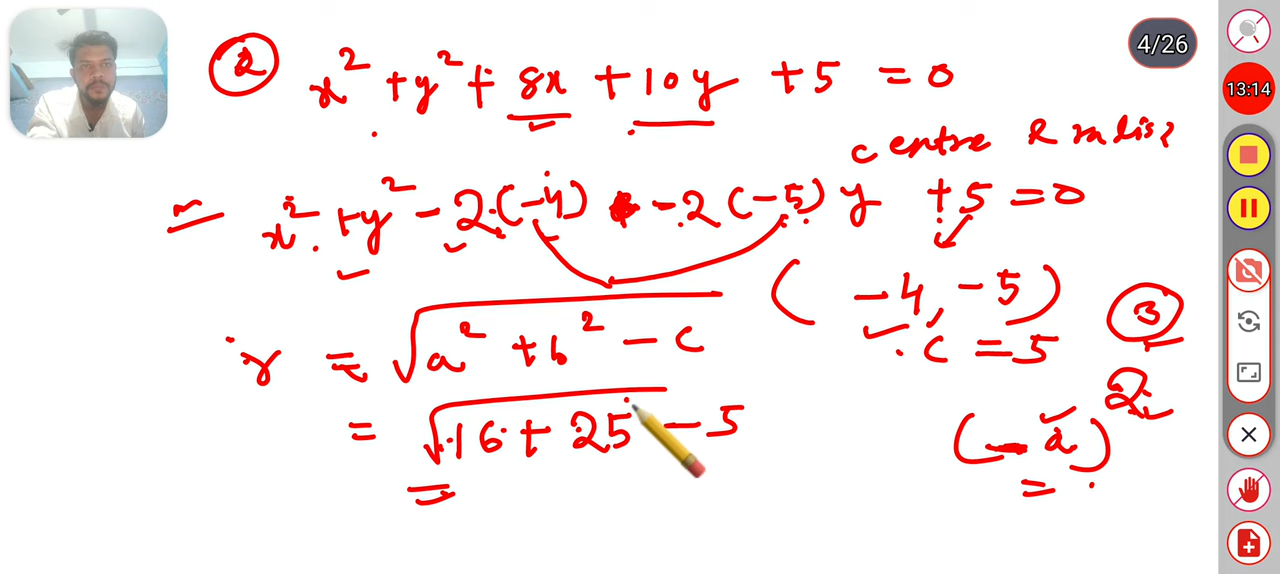 4/26
② x² + y² + 8x + 10y + 5 = 0
13:14
centre & radius
= x² + y² - 2(-4) - 2(-5)y + 5 = 0
(-4, -5)
③
r = √a² + b² - c
c = 5
= √16 + 25 - 5
(-a)²
=